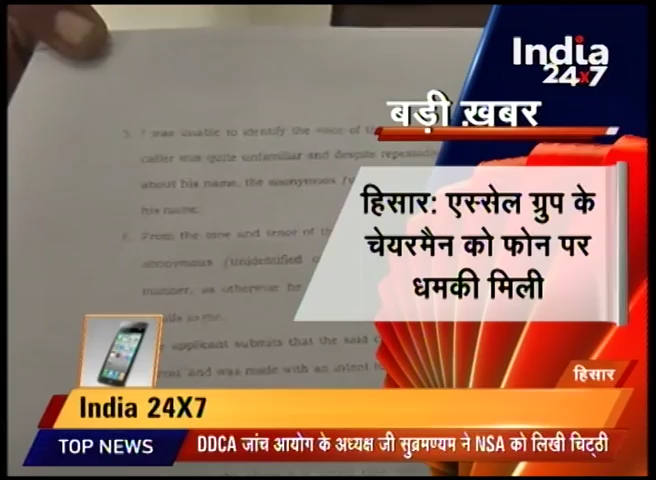 India
24x7
बड़ी ख़बर
5. I was unable to identify the voice of
caller was quite unfamiliar and despite
about his name, the anonymous
his name.
6. From the tone and tenor of
anonymous (unidentified
manner, as otherwise he
to me.
applicant submits that the said
and was made with an intent
हिसार: एस्सेल ग्रुप के
चेयरमैन को फोन पर
धमकी मिली
हिसार
India 24X7
TOP NEWS
DDCA जांच आयोग के अध्यक्ष जी सुब्रमण्यम ने NSA को लिखी चिट्ठी